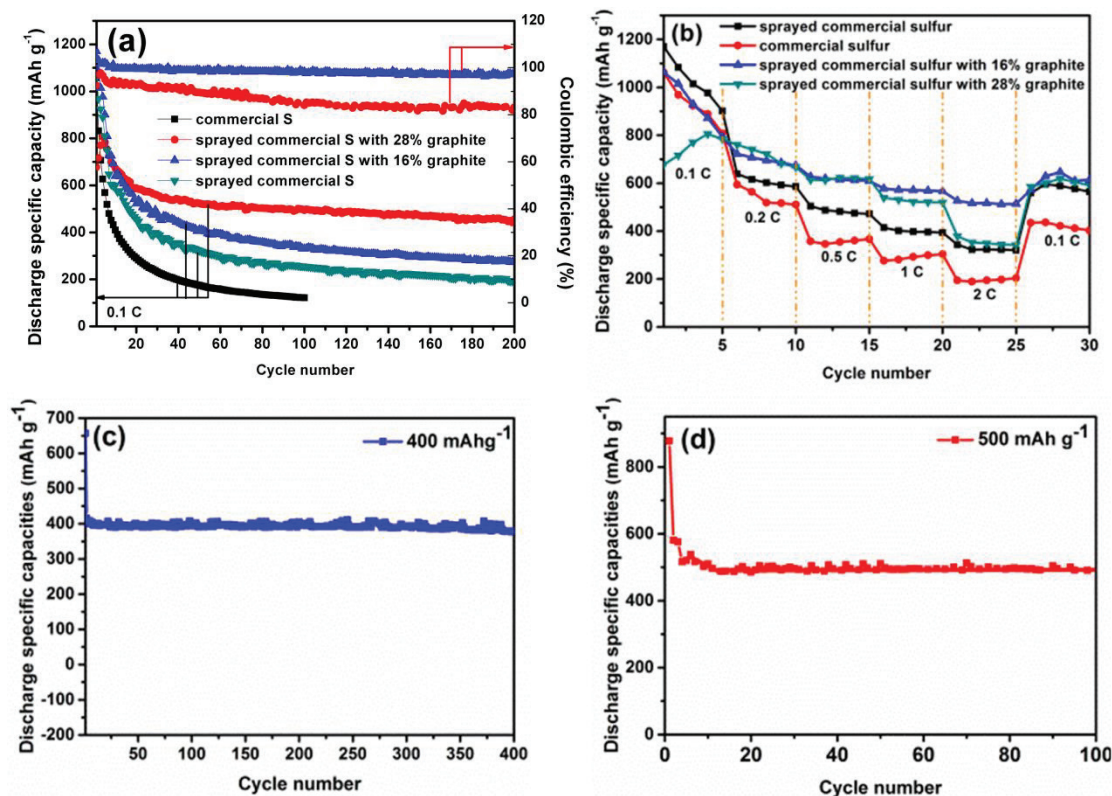 (a)
Discharge specific capacity (mAh g-1)
1200
1100
1000
900
800
700
600
500
400
300
200
100
0
120
100
80
60
40
20
0
Coulombic efficiency (%)
commercial S
sprayed commercial S with 28% graphite
sprayed commercial S with 16% graphite
sprayed commercial S
0.1 C
20 40 60 80 100 120 140 160 180 200
Cycle number
(b)
Discharge specific capacity (mAh g-1)
1200
1000
800
600
400
200
0
sprayed commercial sulfur
commercial sulfur
sprayed commercial sulfur with 16% graphite
sprayed commercial sulfur with 28% graphite
0.1 C
0.2 C
0.5 C
1 C
2 C
0.1 C
5 10 15 20 25 30
Cycle number
(c)
Discharge specific capacities (mAh g-1)
700
600
500
400
300
200
100
0
-100
-200
400 mAhg-1
50 100 150 200 250 300 350 400
Cycle number
(d)
Discharge specific capacities (mAh g-1)
800
600
400
200
0
500 mAh g-1
0 20 40 60 80 100
Cycle number